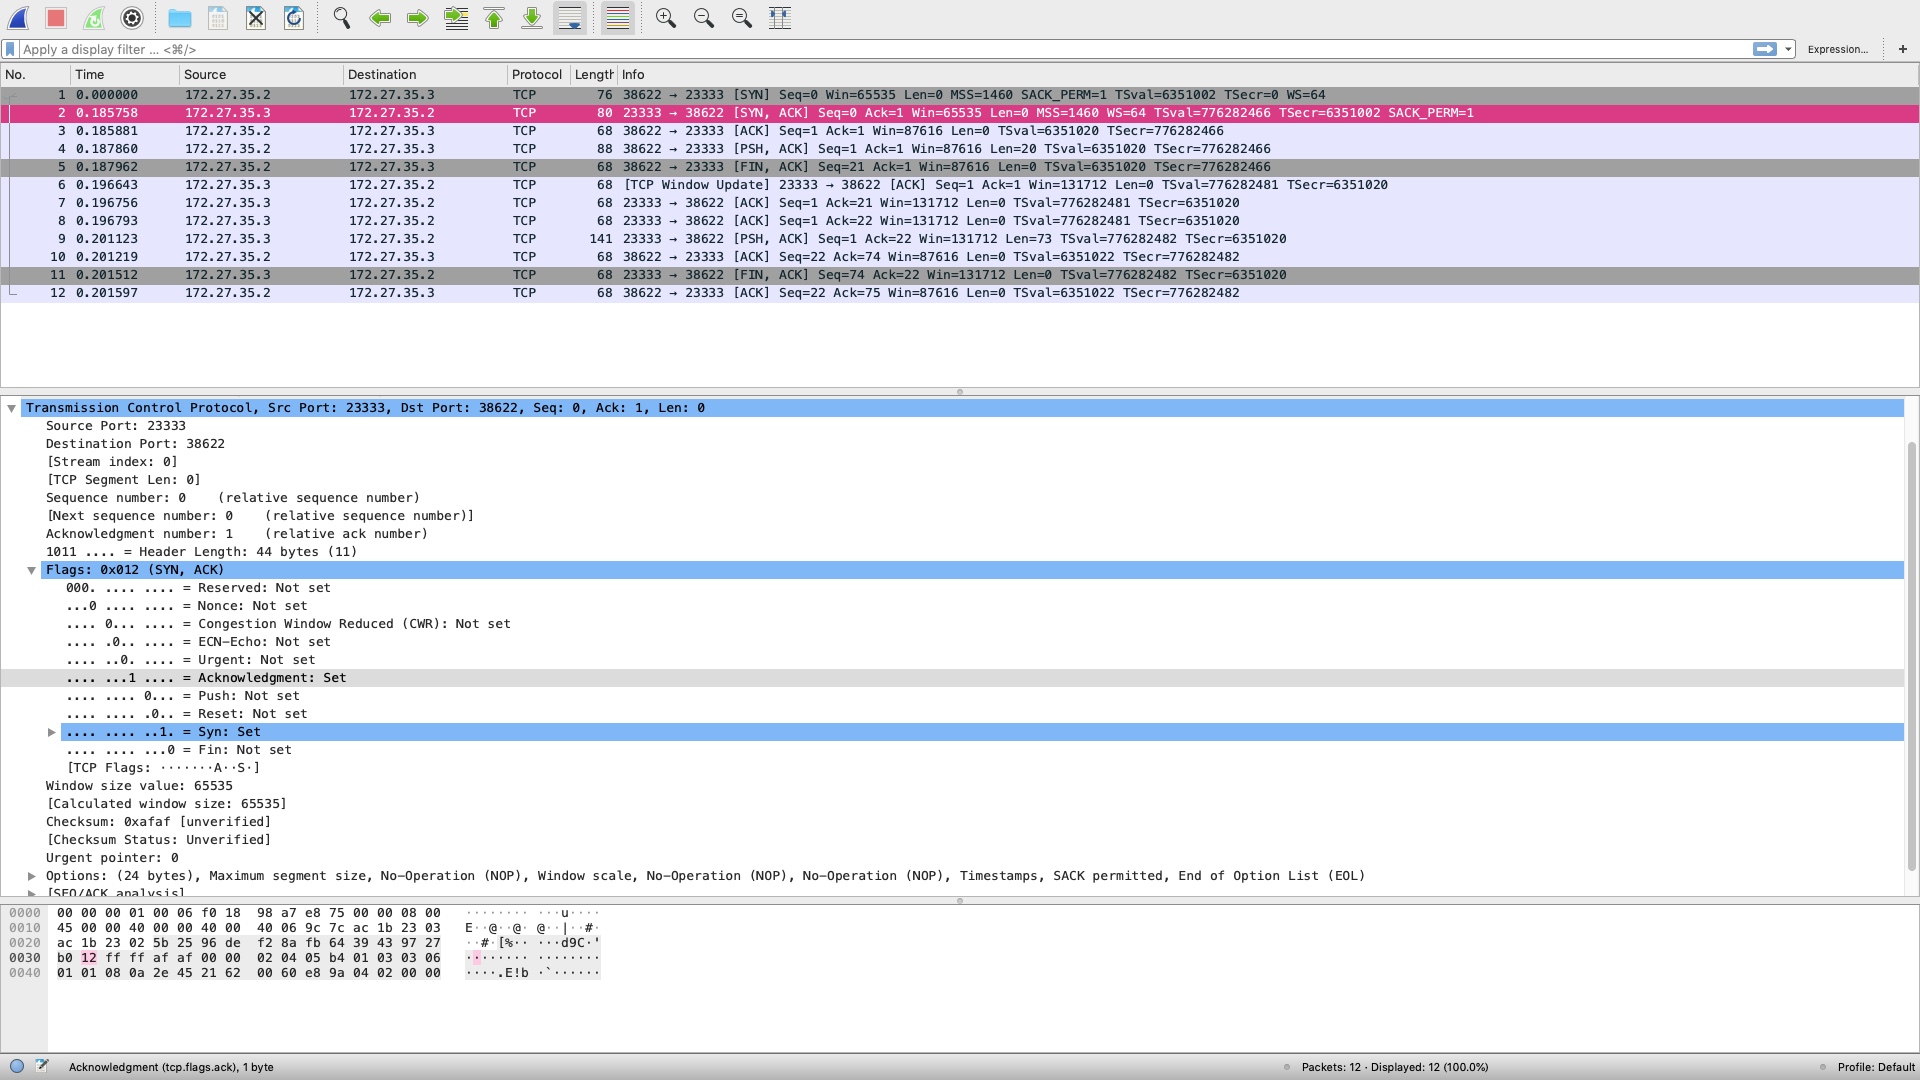 Apply a display filter ... <⌘/>
Expression...
+
No. Time Source Destination Protocol Length Info
1 0.000000 172.27.35.2 172.27.35.3 TCP 76 38622 → 23333 [SYN] Seq=0 Win=65535 Len=0 MSS=1460 SACK_PERM=1 TSval=6351002 TSecr=0 WS=64
2 0.185758 172.27.35.3 172.27.35.2 TCP 80 23333 → 38622 [SYN, ACK] Seq=0 Ack=1 Win=65535 Len=0 MSS=1460 WS=64 TSval=776282466 TSecr=6351002 SACK_PERM=1
3 0.185881 172.27.35.2 172.27.35.3 TCP 68 38622 → 23333 [ACK] Seq=1 Ack=1 Win=87616 Len=0 TSval=6351020 TSecr=776282466
4 0.187860 172.27.35.2 172.27.35.3 TCP 88 38622 → 23333 [PSH, ACK] Seq=1 Ack=1 Win=87616 Len=20 TSval=6351020 TSecr=776282466
5 0.187962 172.27.35.2 172.27.35.3 TCP 68 38622 → 23333 [FIN, ACK] Seq=21 Ack=1 Win=87616 Len=0 TSval=6351020 TSecr=776282466
6 0.196643 172.27.35.3 172.27.35.2 TCP 68 [TCP Window Update] 23333 → 38622 [ACK] Seq=1 Ack=1 Win=131712 Len=0 TSval=776282481 TSecr=6351020
7 0.196756 172.27.35.3 172.27.35.2 TCP 68 23333 → 38622 [ACK] Seq=1 Ack=21 Win=131712 Len=0 TSval=776282481 TSecr=6351020
8 0.196793 172.27.35.3 172.27.35.2 TCP 68 23333 → 38622 [ACK] Seq=1 Ack=22 Win=131712 Len=0 TSval=776282481 TSecr=6351020
9 0.201123 172.27.35.3 172.27.35.2 TCP 141 23333 → 38622 [PSH, ACK] Seq=1 Ack=22 Win=131712 Len=73 TSval=776282482 TSecr=6351020
10 0.201219 172.27.35.2 172.27.35.3 TCP 68 38622 → 23333 [ACK] Seq=22 Ack=74 Win=87616 Len=0 TSval=6351022 TSecr=776282482
11 0.201512 172.27.35.3 172.27.35.2 TCP 68 23333 → 38622 [FIN, ACK] Seq=74 Ack=22 Win=131712 Len=0 TSval=776282482 TSecr=6351020
12 0.201597 172.27.35.2 172.27.35.3 TCP 68 38622 → 23333 [ACK] Seq=22 Ack=75 Win=87616 Len=0 TSval=6351022 TSecr=776282482
Transmission Control Protocol, Src Port: 23333, Dst Port: 38622, Seq: 0, Ack: 1, Len: 0
Source Port: 23333
Destination Port: 38622
[Stream index: 0]
[TCP Segment Len: 0]
Sequence number: 0    (relative sequence number)
[Next sequence number: 0    (relative sequence number)]
Acknowledgment number: 1    (relative ack number)
1011 .... = Header Length: 44 bytes (11)
Flags: 0x012 (SYN, ACK)
000. .... .... = Reserved: Not set
...0 .... .... = Nonce: Not set
.... 0... .... = Congestion Window Reduced (CWR): Not set
.... .0.. .... = ECN-Echo: Not set
.... ..0. .... = Urgent: Not set
.... ...1 .... = Acknowledgment: Set
.... .... 0... = Push: Not set
.... .... .0.. = Reset: Not set
.... .... ..1. = Syn: Set
.... .... ...0 = Fin: Not set
[TCP Flags: ·······A··S·]
Window size value: 65535
[Calculated window size: 65535]
Checksum: 0xafaf [unverified]
[Checksum Status: Unverified]
Urgent pointer: 0
Options: (24 bytes), Maximum segment size, No-Operation (NOP), Window scale, No-Operation (NOP), No-Operation (NOP), Timestamps, SACK permitted, End of Option List (EOL)
[SEQ/ACK analysis]
0000 00 00 00 01 00 06 f0 18 98 a7 e8 75 00 00 08 00 ········ ···u····
0010 45 00 00 40 00 00 40 00 40 06 9c 7c ac 1b 23 03 E··@··@· @··|··#·
0020 ac 1b 23 02 5b 25 96 de f2 8a fb 64 39 43 97 27 ··#·[%·· ···d9C·'
0030 b0 12 ff ff af af 00 00 02 04 05 b4 01 03 03 06 ········ ········
0040 01 01 08 0a 2e 45 21 62 00 60 e8 9a 04 02 00 00 ····.E!b ·`······
Acknowledgment (tcp.flags.ack), 1 byte
Packets: 12 · Displayed: 12 (100.0%)
Profile: Default